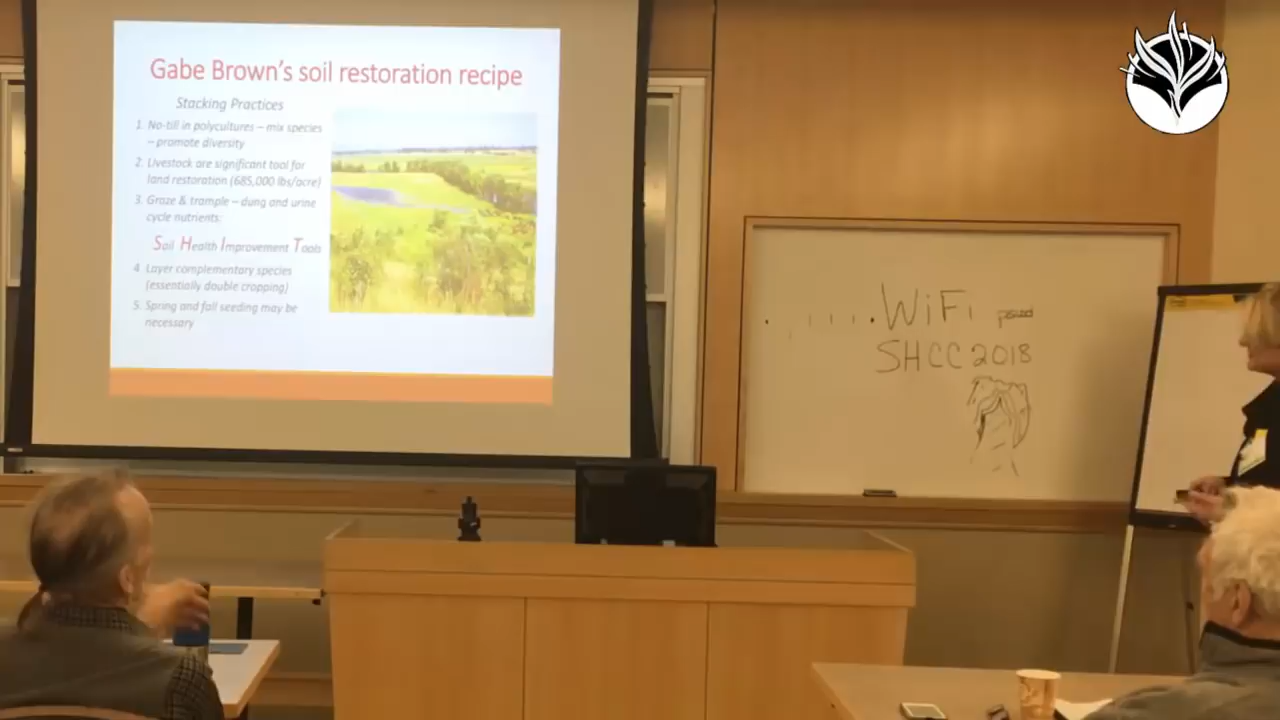 Gabe Brown's soil restoration recipe
Stacking Practices
1. No-till in polycultures – mix species
– promote diversity
2. Livestock are significant tool for
land restoration (685,000 lbs/acre)
3. Graze & trample – dung and urine
cycle nutrients.
Soil Health Improvement Tools
4. Layer complementary species
(essentially double cropping)
5. Spring and fall seeding may be
necessary
WiFi
SHCC2018